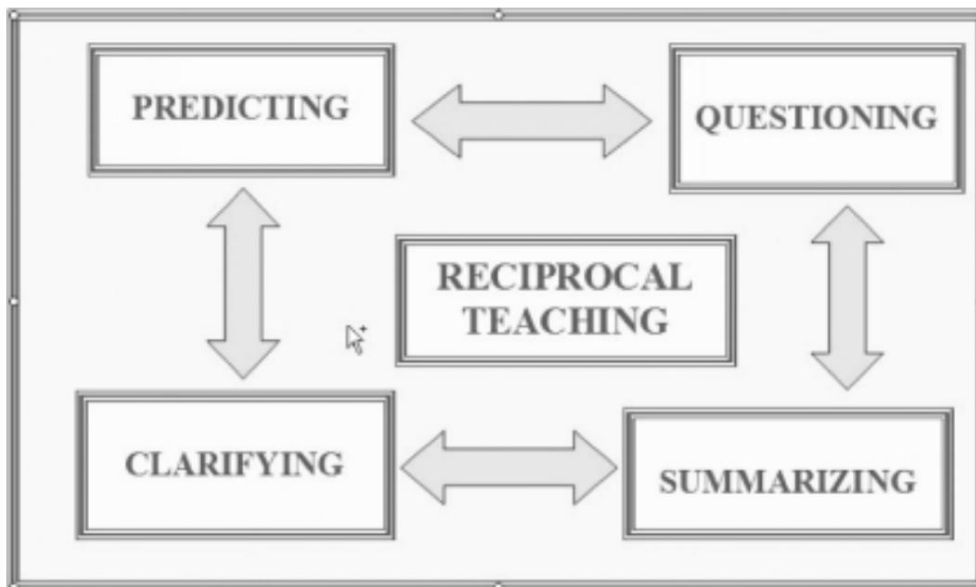 PREDICTING
QUESTIONING
RECIPROCAL
TEACHING
CLARIFYING
SUMMARIZING